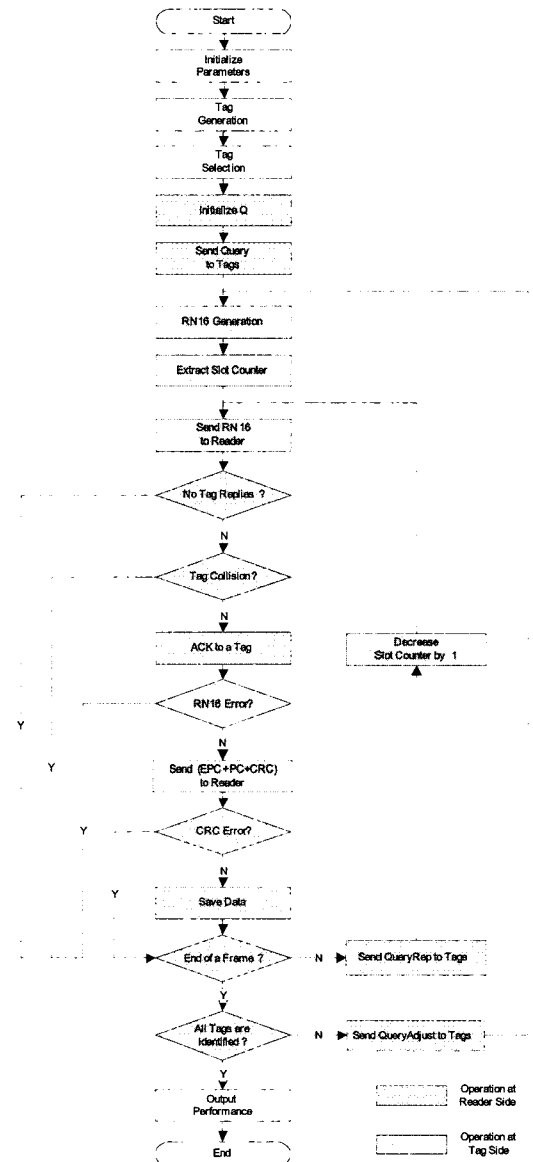 Start
Initialize
Parameters
Tag
Generation
Tag
Selection
Initialize Q
Send Query
to Tags
RN16 Generation
Extract Slot Counter
Send RN 16
to Reader
No Tag Replies ?
N
Tag Collision?
N
ACK to a Tag
Decrease
Slot Counter by 1
RN16 Error?
Y
N
Y
Send (EPC+PC+CRC)
to Reader
Y
CRC Error?
N
Y
Save Data
End of a Frame ?
N
Send QueryRep to Tags
Y
All Tags are
Identified ?
N
Send QueryAdjust to Tags
Y
Output
Performance
Operation at
Reader Side
End
Operation at
Tag Side